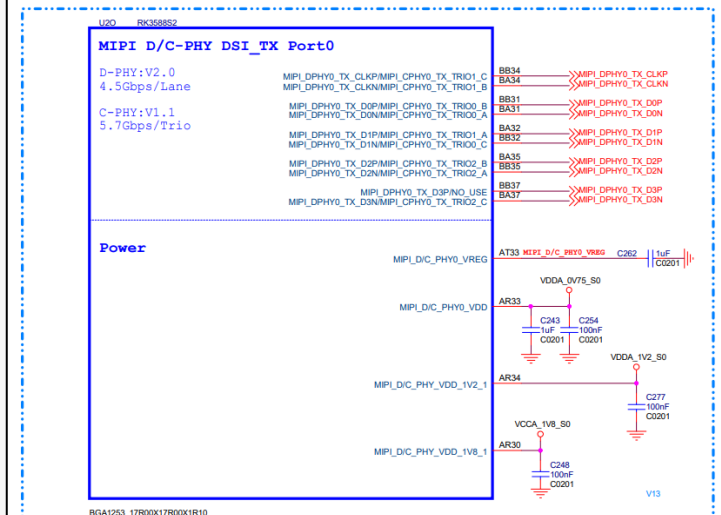 U2O RK3588S2
MIPI D/C-PHY DSI_TX Port0
D-PHY:V2.0
4.5Gbps/Lane
C-PHY:V1.1
5.7Gbps/Trio
MIPI_DPHY0_TX_CLKP/MIPI_CPHY0_TX_TRIO1_C BB34 MIPI_DPHY0_TX_CLKP
MIPI_DPHY0_TX_CLKN/MIPI_CPHY0_TX_TRIO1_B BA34 MIPI_DPHY0_TX_CLKN
MIPI_DPHY0_TX_D0P/MIPI_CPHY0_TX_TRIO0_B BB31 MIPI_DPHY0_TX_D0P
MIPI_DPHY0_TX_D0N/MIPI_CPHY0_TX_TRIO0_A BA31 MIPI_DPHY0_TX_D0N
MIPI_DPHY0_TX_D1P/MIPI_CPHY0_TX_TRIO1_A BA32 MIPI_DPHY0_TX_D1P
MIPI_DPHY0_TX_D1N/MIPI_CPHY0_TX_TRIO0_C BB32 MIPI_DPHY0_TX_D1N
MIPI_DPHY0_TX_D2P/MIPI_CPHY0_TX_TRIO2_B BA35 MIPI_DPHY0_TX_D2P
MIPI_DPHY0_TX_D2N/MIPI_CPHY0_TX_TRIO2_A BB35 MIPI_DPHY0_TX_D2N
MIPI_DPHY0_TX_D3P/NO_USE BB37 MIPI_DPHY0_TX_D3P
MIPI_DPHY0_TX_D3N/MIPI_CPHY0_TX_TRIO2_C BA37 MIPI_DPHY0_TX_D3N
Power
MIPI_D/C_PHY0_VREG AT33 MIPI_D/C_PHY0_VREG C262 1uF
C0201
VDDA_0V75_S0
MIPI_D/C_PHY0_VDD AR33
C243 C254
1uF 100nF
C0201 C0201
VDDA_1V2_S0
MIPI_D/C_PHY_VDD_1V2_1 AR34
C277
100nF
C0201
VCCA_1V8_S0
MIPI_D/C_PHY_VDD_1V8_1 AR30
C248
100nF
C0201
V13
BGA1253_17R00X17R00X1R10